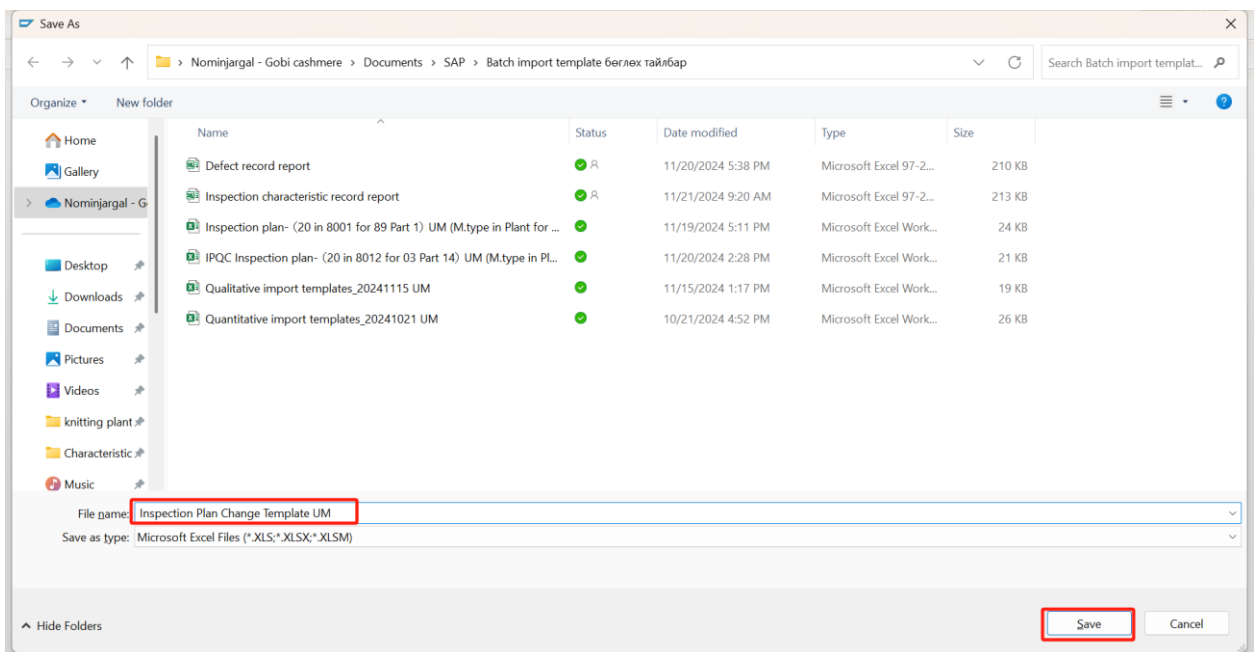 Save As
Nominjargal - Gobi cashmere > Documents > SAP > Batch import template бөглөх тайлбар
Search Batch import templat...
Organize New folder
Home
Gallery
Nominjargal - G
Desktop
Downloads
Documents
Pictures
Videos
knitting plant
Characteristic
Music
Name Status Date modified Type Size
Defect record report 11/20/2024 5:38 PM Microsoft Excel 97-2... 210 KB
Inspection characteristic record report 11/21/2024 9:20 AM Microsoft Excel 97-2... 213 KB
Inspection plan-（20 in 8001 for 89 Part 1）UM (M.type in Plant for ... 11/19/2024 5:11 PM Microsoft Excel Work... 24 KB
IPQC Inspection plan-（20 in 8012 for 03 Part 14）UM (M.type in Pl... 11/20/2024 2:28 PM Microsoft Excel Work... 21 KB
Qualitative import templates_20241115 UM 11/15/2024 1:17 PM Microsoft Excel Work... 19 KB
Quantitative import templates_20241021 UM 10/21/2024 4:52 PM Microsoft Excel Work... 26 KB
File name: Inspection Plan Change Template UM
Save as type: Microsoft Excel Files (*.XLS;*.XLSX;*.XLSM)
Hide Folders
Save Cancel